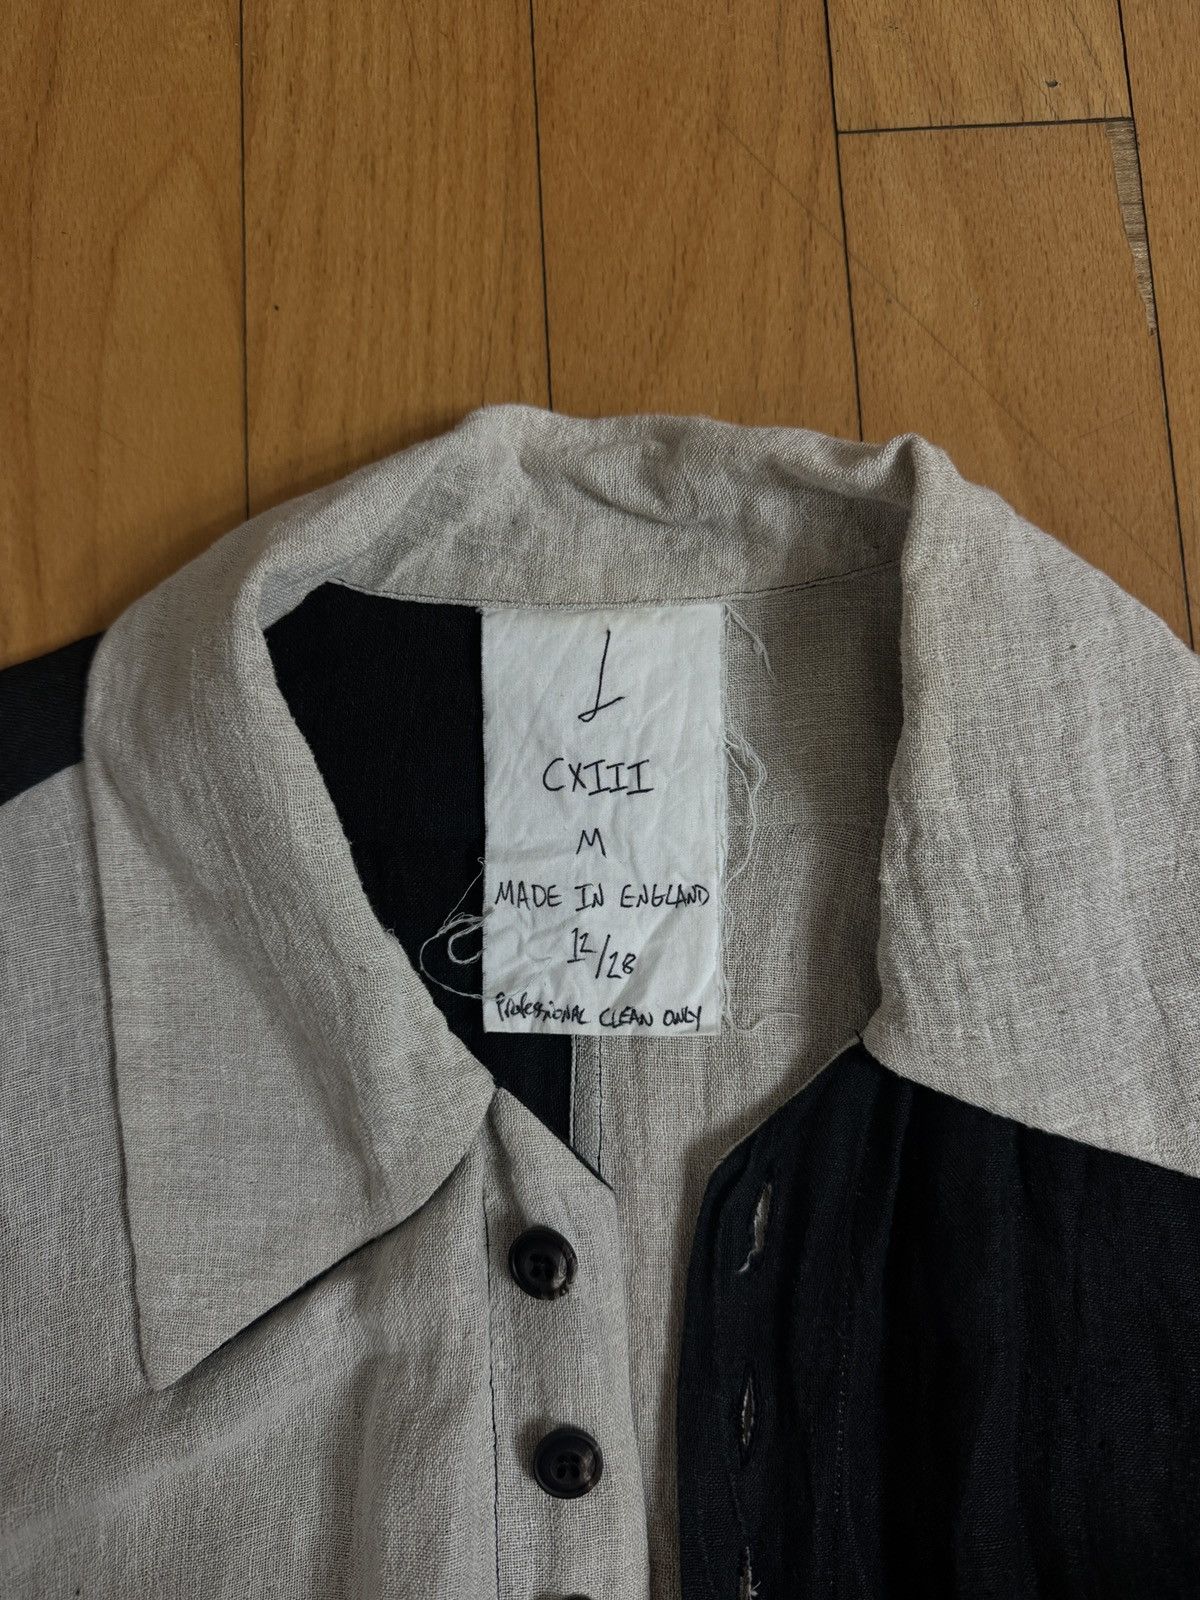 L
CXIII
M
MADE IN ENGLAND
12/28
Professional CLEAN ONLY